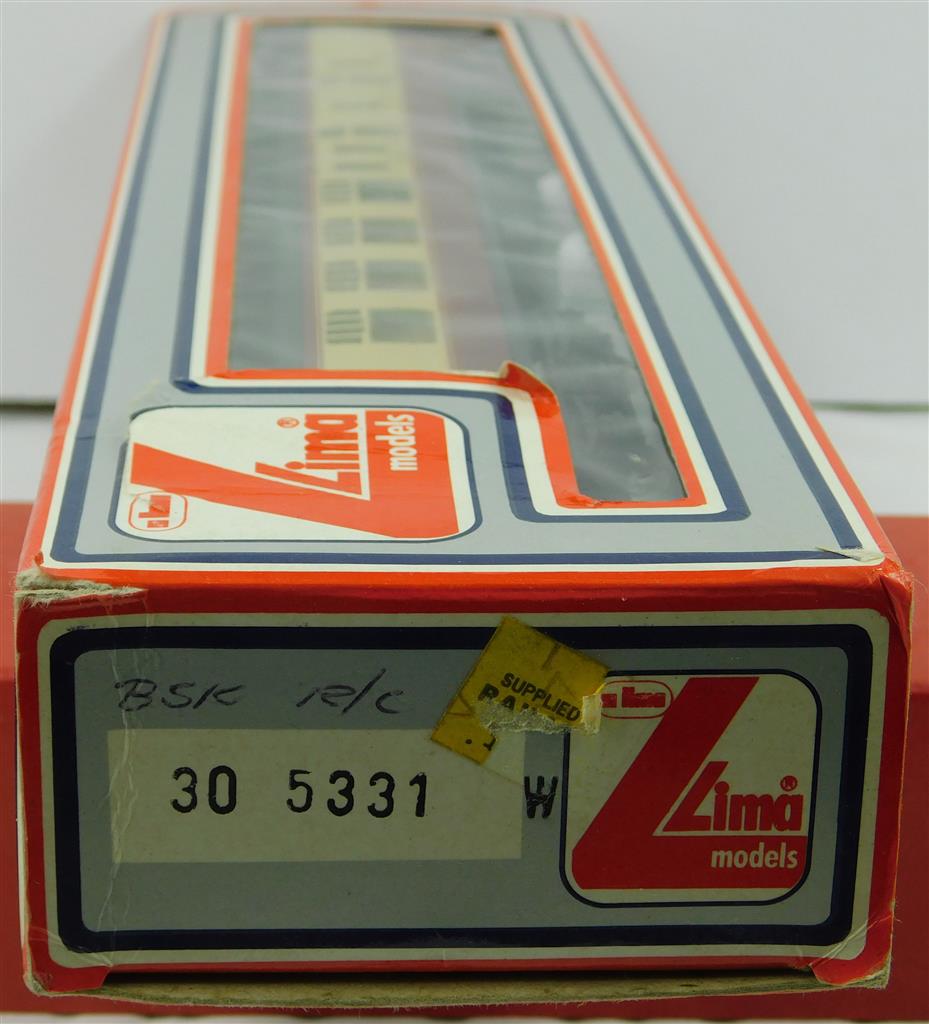 Lima®
models
BSK R/C
SUPPLIED
30 5331 W
Lima®
models